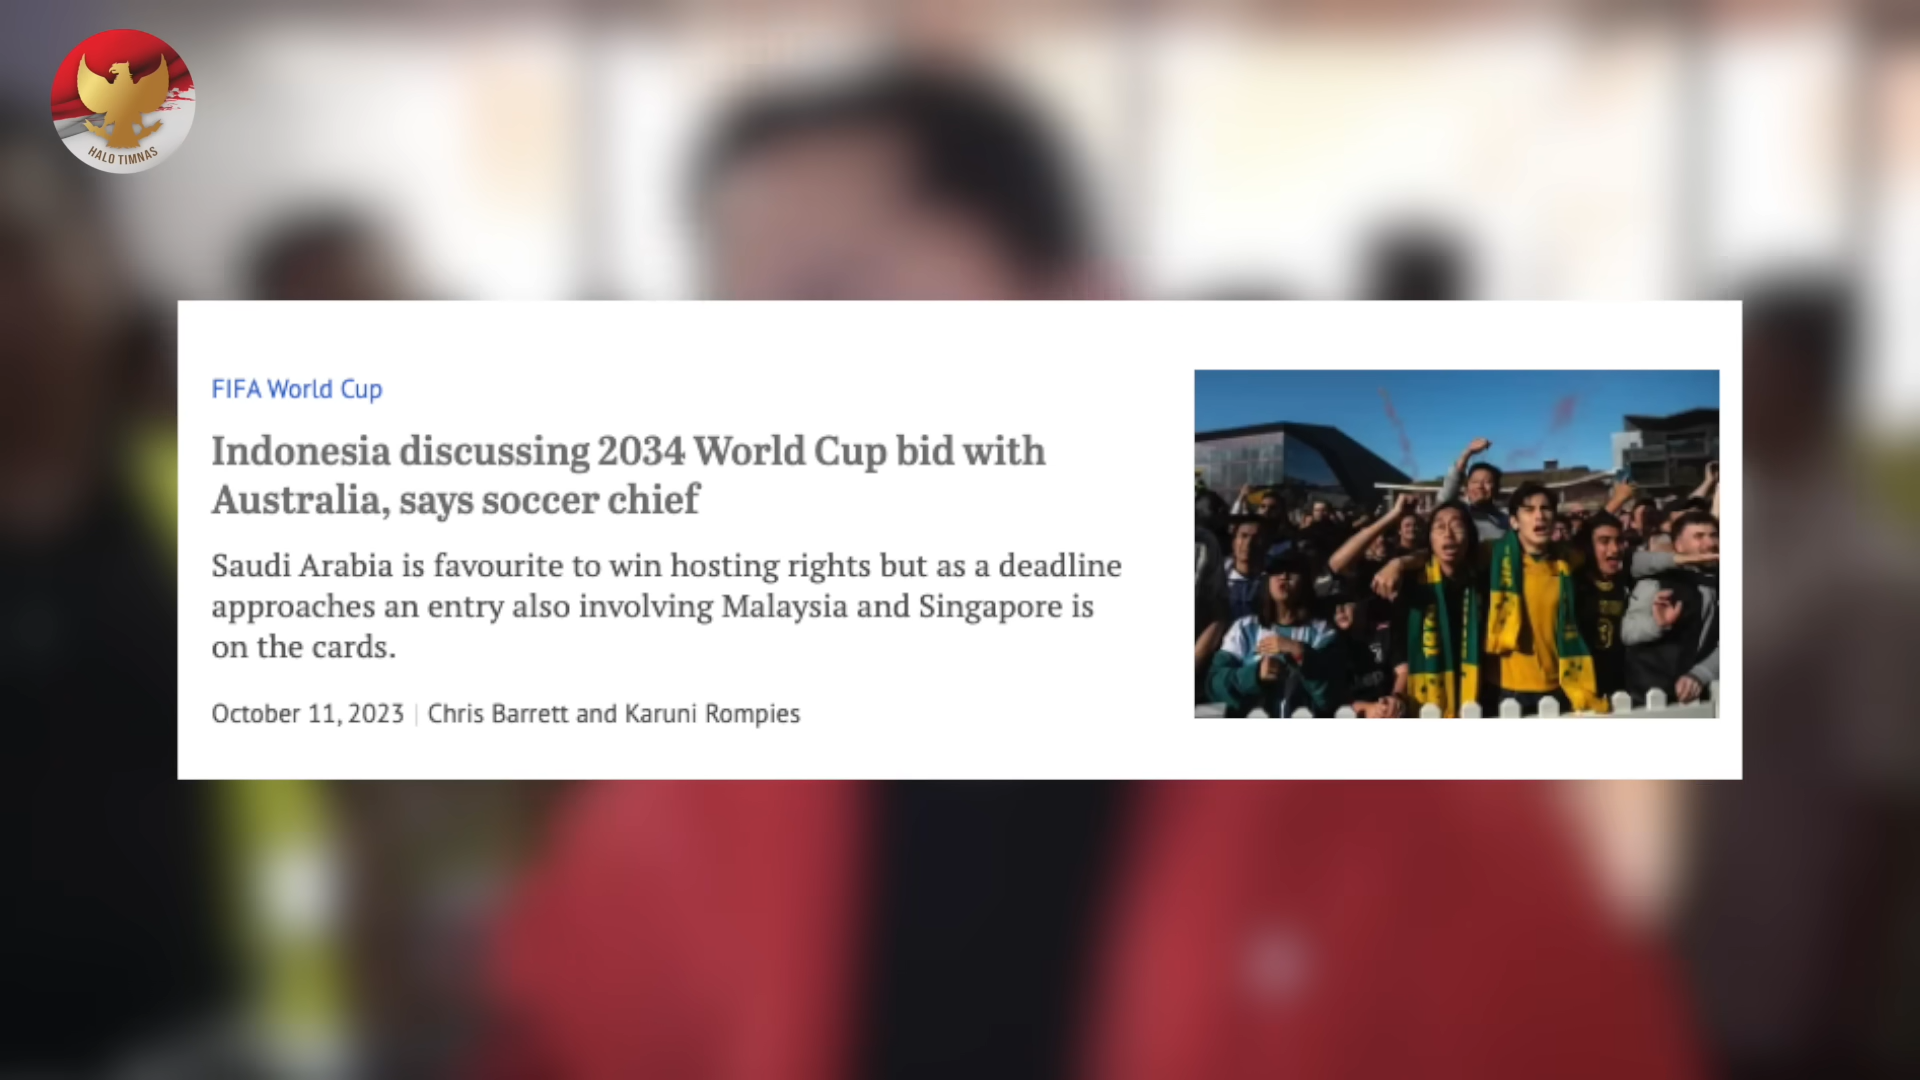 HALO TIMNAS
FIFA World Cup
Indonesia discussing 2034 World Cup bid with
Australia, says soccer chief
Saudi Arabia is favourite to win hosting rights but as a deadline
approaches an entry also involving Malaysia and Singapore is
on the cards.
October 11, 2023 | Chris Barrett and Karuni Rompies